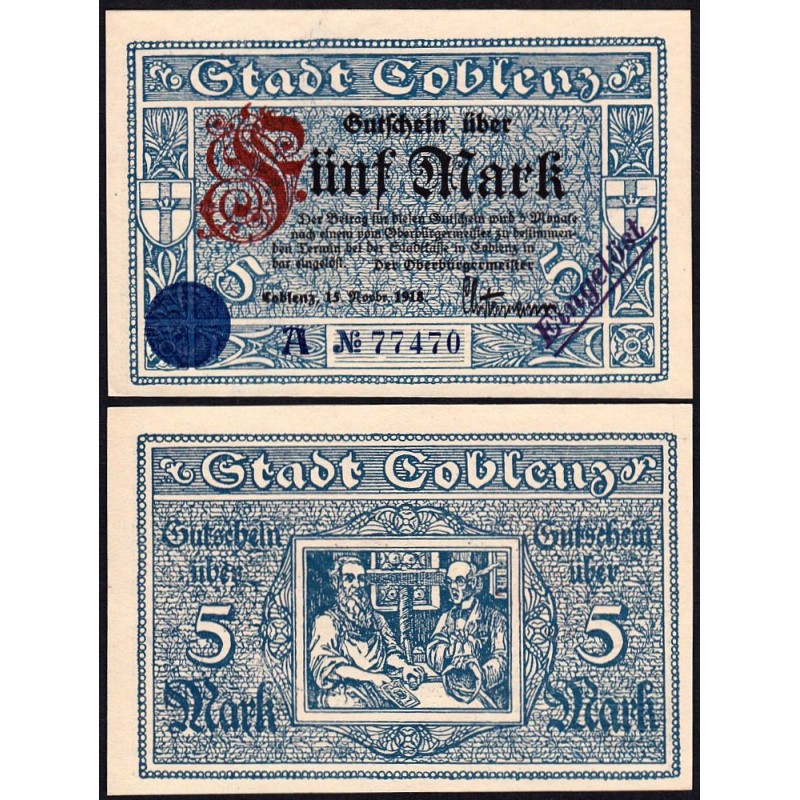 Stadt Coblenz
Gutschein über
Fünf Mark
Der Betrag für diesen Gutschein wird 3 Monate
nach einem vom Oberbürgermeister zu bestimmen-
den Termin bei der Stadtkasse in Coblenz in
bar eingelöst. Der Oberbürgermeister
5 5
Coblenz, 15. Novbr. 1918.
Eingelöst
A № 77470
Stadt Coblenz
Gutschein Gutschein
über über
5 5
Mark Mark